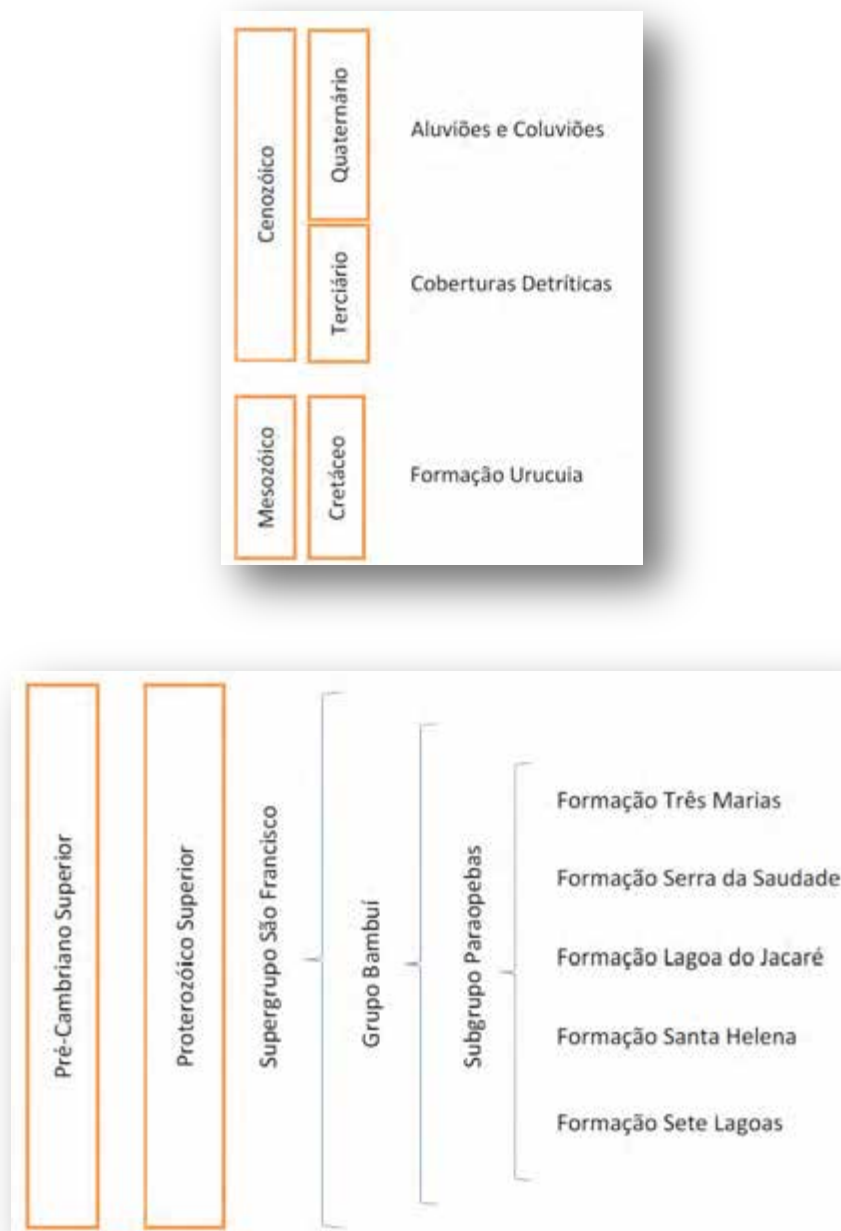 Cenozóico
Quaternário
Aluviões e Coluviões
Terciário
Coberturas Detríticas
Mesozóico
Cretáceo
Formação Urucuia
Pré-Cambriano Superior
Proterozóico Superior
Supergrupo São Francisco
Grupo Bambuí
Subgrupo Paraopebas
Formação Três Marias
Formação Serra da Saudade
Formação Lagoa do Jacaré
Formação Santa Helena
Formação Sete Lagoas